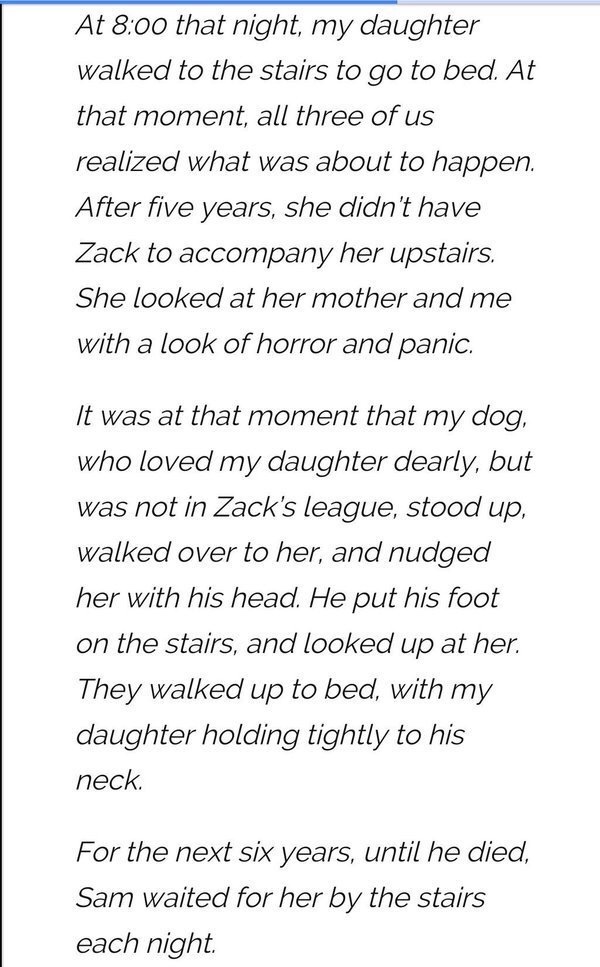 At 8:00 that night, my daughter
walked to the stairs to go to bed. At
that moment, all three of us
realized what was about to happen.
After five years, she didn’t have
Zack to accompany her upstairs.
She looked at her mother and me
with a look of horror and panic.
It was at that moment that my dog,
who loved my daughter dearly, but
was not in Zack’s league, stood up,
walked over to her, and nudged
her with his head. He put his foot
on the stairs, and looked up at her.
They walked up to bed, with my
daughter holding tightly to his
neck.
For the next six years, until he died,
Sam waited for her by the stairs
each night.